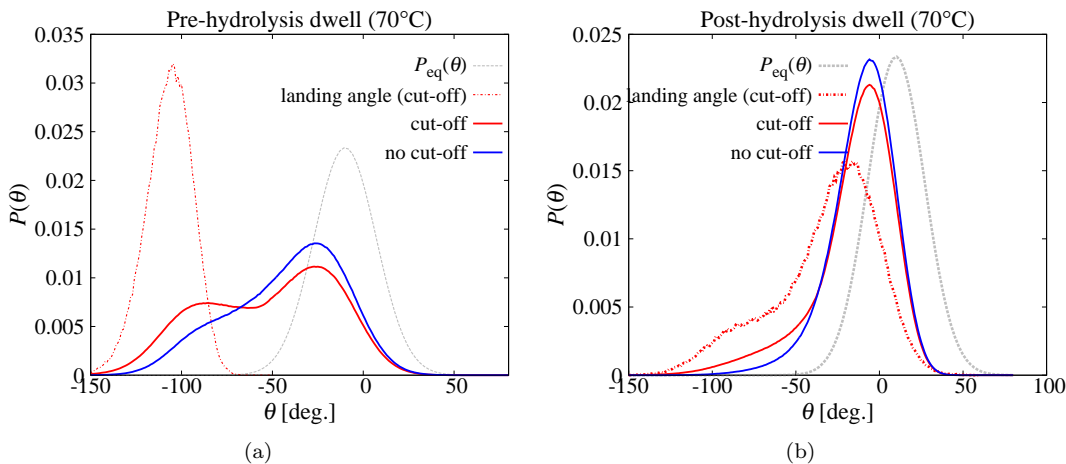 Pre-hydrolysis dwell (70°C)
0.035
0.03
0.025
0.02
0.015
0.01
0.005
0
-150
-100
-50
0
50
P(θ)
θ [deg.]
P_eq(θ)
landing angle (cut-off)
cut-off
no cut-off
(a)
Post-hydrolysis dwell (70°C)
0.025
0.02
0.015
0.01
0.005
0
-150
-100
-50
0
50
100
P(θ)
θ [deg.]
P_eq(θ)
landing angle (cut-off)
cut-off
no cut-off
(b)